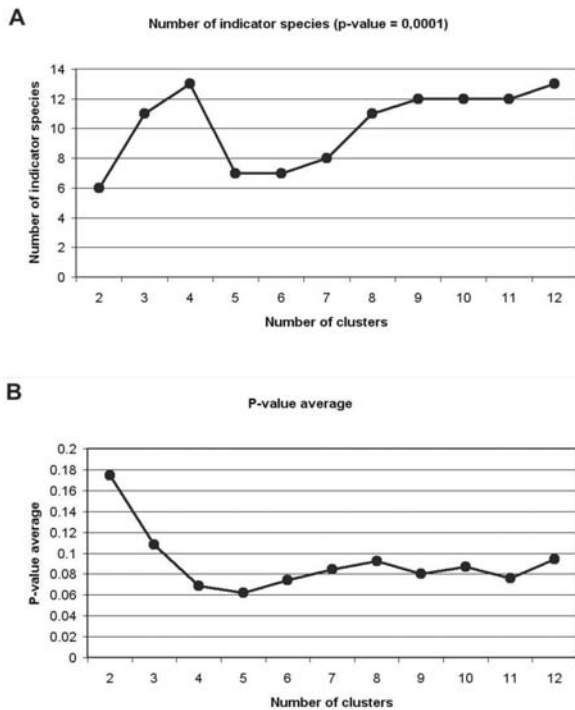 A
Number of indicator species (p-value = 0,0001)
Number of indicator species
14
12
10
8
6
4
2
0
2 3 4 5 6 7 8 9 10 11 12
Number of clusters
B
P-value average
P-value average
0.2
0.18
0.16
0.14
0.12
0.1
0.08
0.06
0.04
0.02
0
2 3 4 5 6 7 8 9 10 11 12
Number of clusters